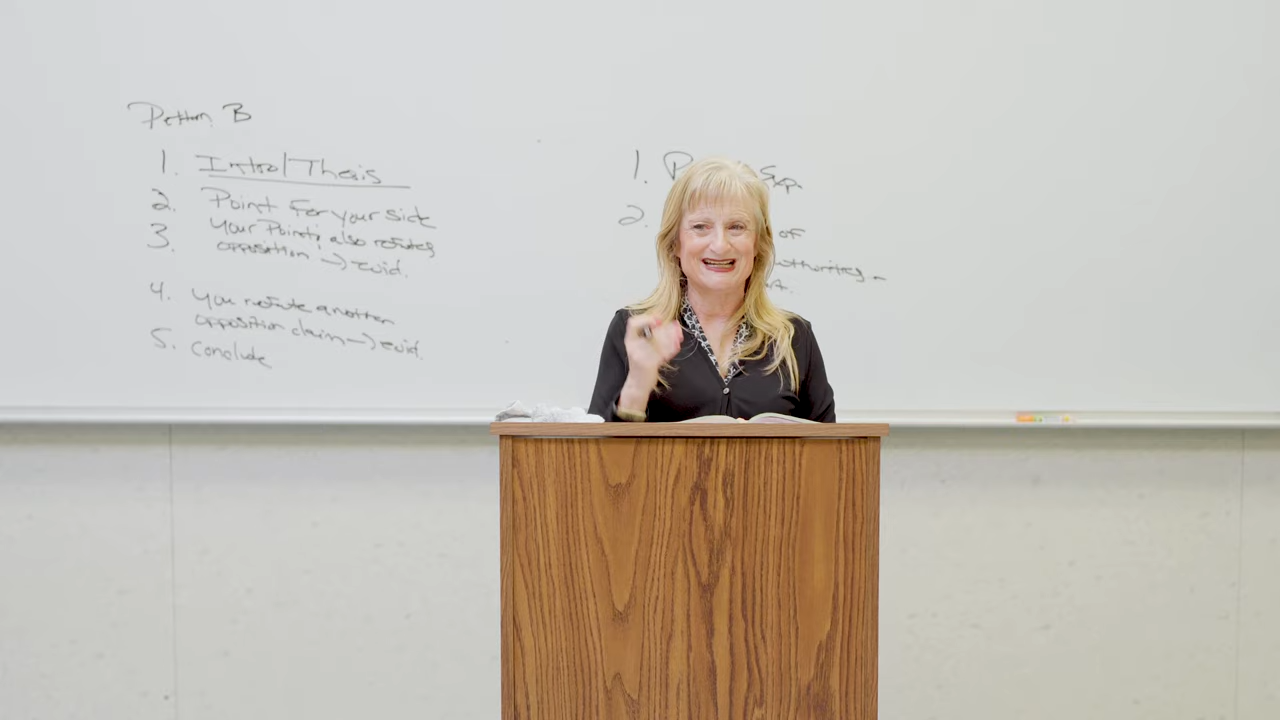 Pattern B
1. Intro/Thesis
2. Point for your side
3. Your Points also refutes
opposition → evid.
4. You refute another
opposition claim → evid.
5. Conclude
1.
2.
of